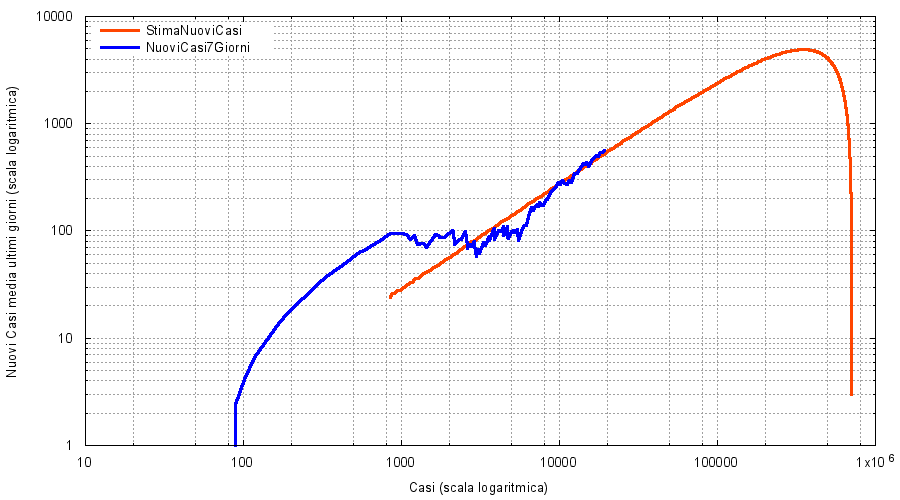 10000
1000
100
10
1
StimaNuoviCasi
NuoviCasi7Giorni
Nuovi Casi media ultimi giorni (scala logaritmica)
10 100 1000 10000 100000 1x10 6
Casi (scala logaritmica)